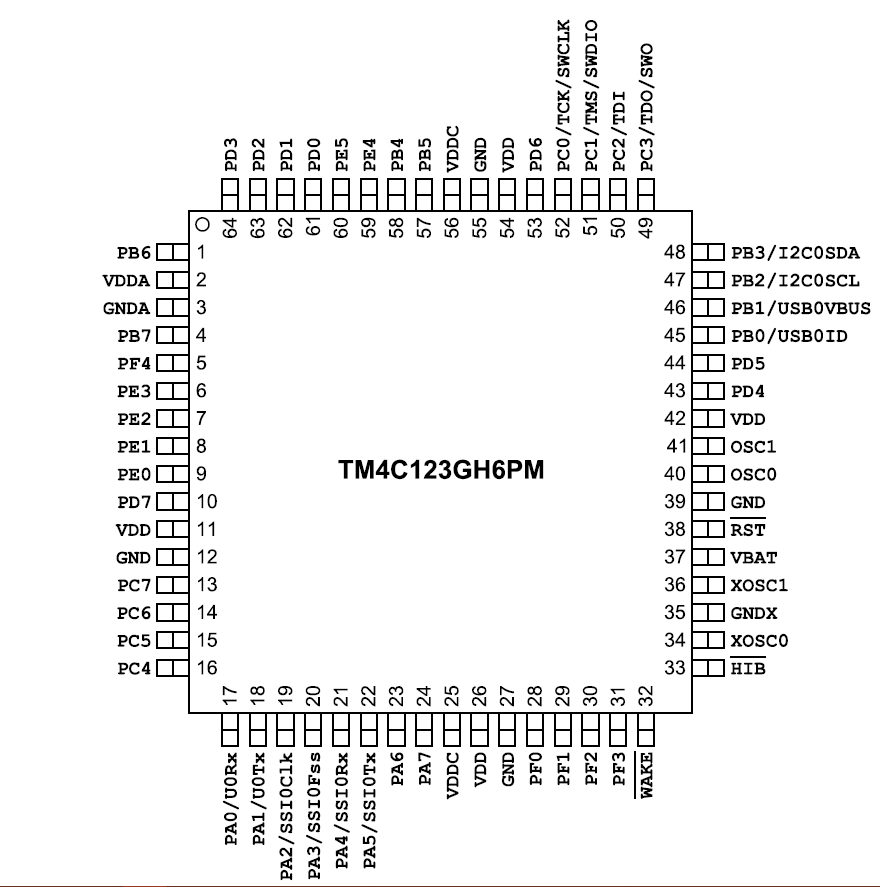 PD3
PD2
PD1
PD0
PE5
PE4
PB4
PB5
VDDC
GND
VDD
PD6
PC0/TCK/SWCLK
PC1/TMS/SWDIO
PC2/TDI
PC3/TDO/SWO
64 63 62 61 60 59 58 57 56 55 54 53 52 51 50 49
PB6 1
VDDA 2
GNDA 3
PB7 4
PF4 5
PE3 6
PE2 7
PE1 8
PE0 9
PD7 10
VDD 11
GND 12
PC7 13
PC6 14
PC5 15
PC4 16
TM4C123GH6PM
48 PB3/I2C0SDA
47 PB2/I2C0SCL
46 PB1/USB0VBUS
45 PB0/USB0ID
44 PD5
43 PD4
42 VDD
41 OSC1
40 OSC0
39 GND
38 RST
37 VBAT
36 XOSC1
35 GNDX
34 XOSC0
33 HIB
17 18 19 20 21 22 23 24 25 26 27 28 29 30 31 32
PA0/U0Rx
PA1/U0Tx
PA2/SSI0Clk
PA3/SSI0Fss
PA4/SSI0Rx
PA5/SSI0Tx
PA6
PA7
VDDC
VDD
GND
PF0
PF1
PF2
PF3
WAKE